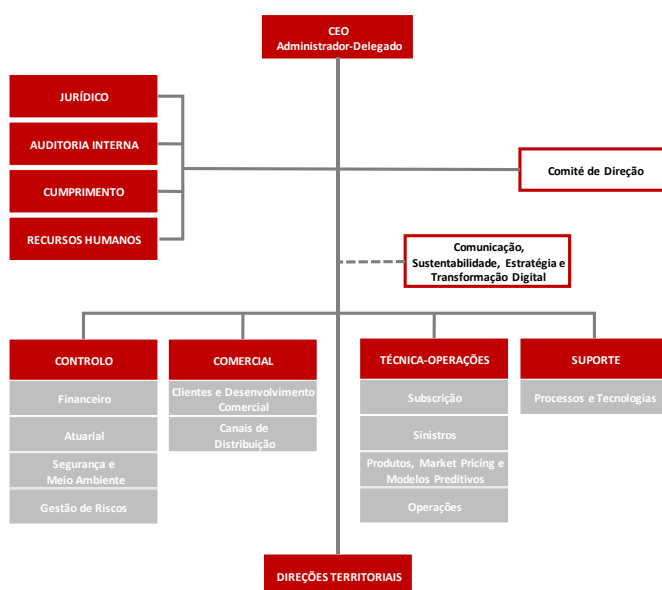 CEO
Administrador-Delegado
JURÍDICO
AUDITORIA INTERNA
CUMPRIMENTO
RECURSOS HUMANOS
Comité de Direção
Comunicação,
Sustentabilidade, Estratégia e
Transformação Digital
CONTROLO
Financeiro
Atuarial
Segurança e
Meio Ambiente
Gestão de Riscos
COMERCIAL
Clientes e Desenvolvimento
Comercial
Canais de
Distribuição
TÉCNICA-OPERAÇÕES
Subscrição
Sinistros
Produtos, Market Pricing e
Modelos Preditivos
Operações
SUPORTE
Processos e Tecnologias
DIREÇÕES TERRITORIAIS